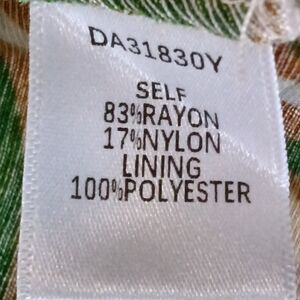 DA31830Y
SELF
83%RAYON
17%NYLON
LINING
100%POLYESTER